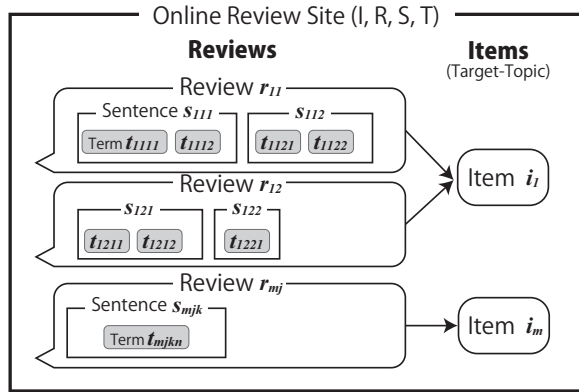 Online Review Site (I, R, S, T)
Reviews Items
(Target-Topic)
Review r11
Sentence s111 s112
Term t1111 t1112 t1121 t1122
Item i1
Review r12
s121 s122
t1211 t1212 t1221
Review rmj
Sentence smjk
Term tmjkn
Item im